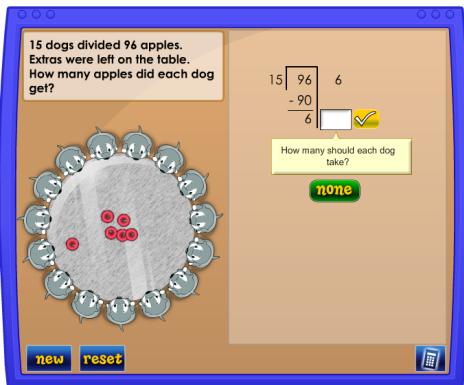 15 dogs divided 96 apples.
Extras were left on the table.
How many apples did each dog
get?
15 96 6
- 90
6
How many should each dog
take?
none
new reset